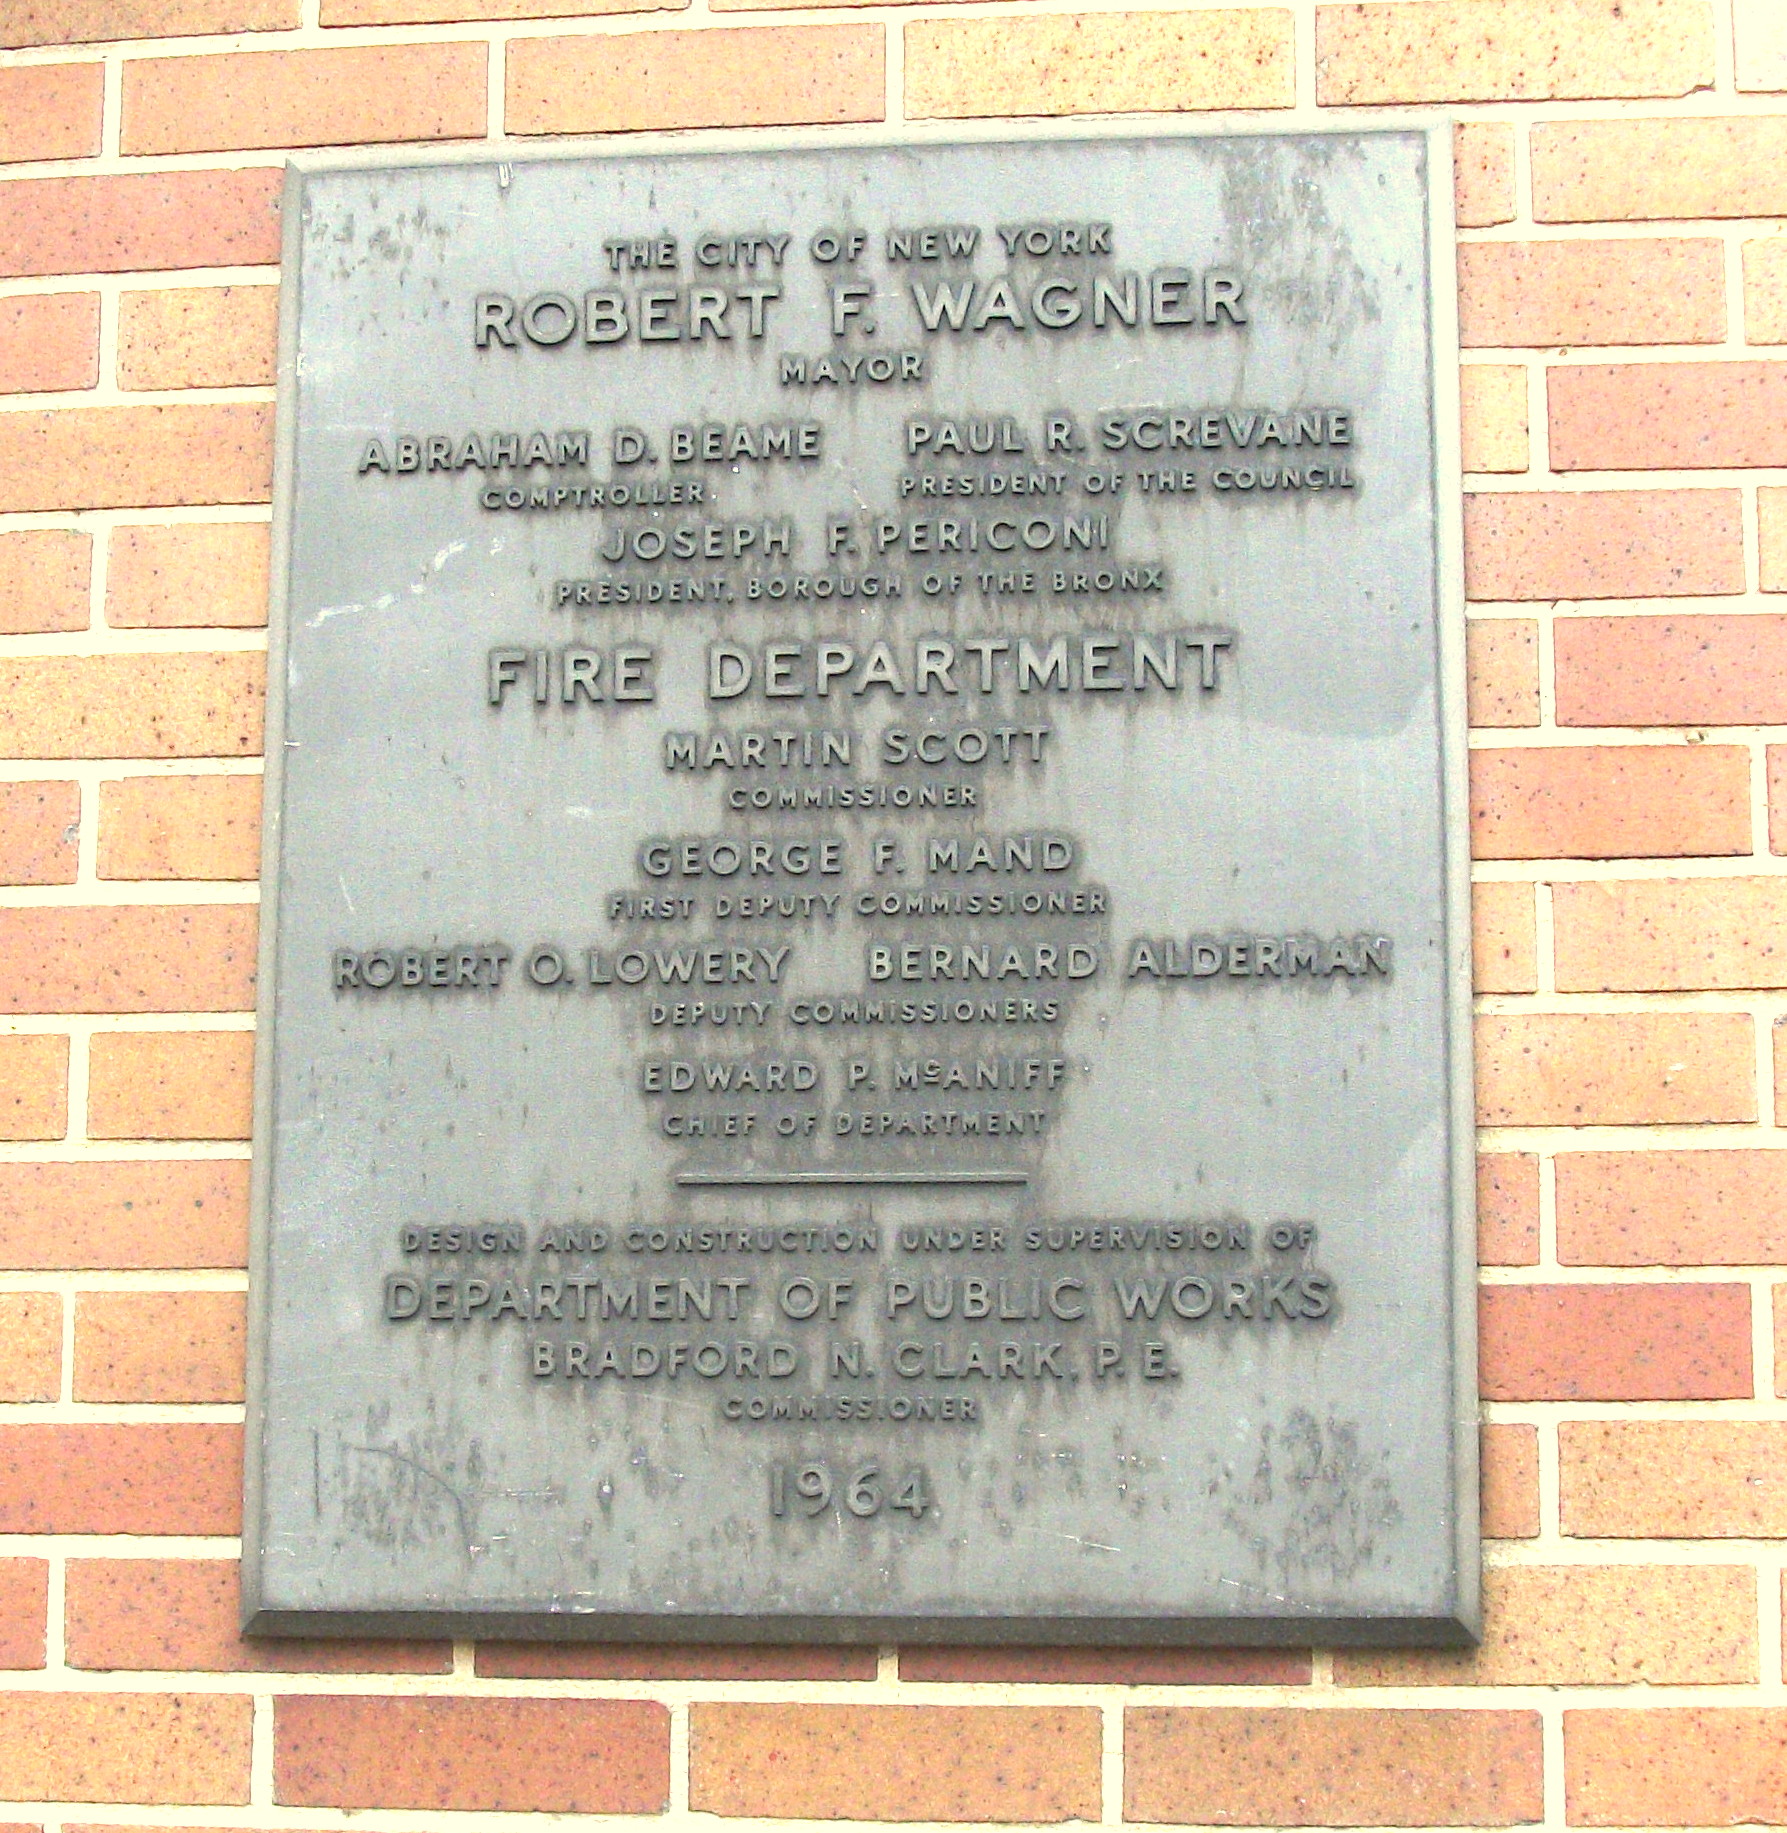 THE CITY OF NEW YORK
ROBERT F. WAGNER
MAYOR
ABRAHAM D. BEAME PAUL R. SCREVANE
COMPTROLLER PRESIDENT OF THE COUNCIL
JOSEPH F. PERICONI
PRESIDENT, BOROUGH OF THE BRONX
FIRE DEPARTMENT
MARTIN SCOTT
COMMISSIONER
GEORGE F. MAND
FIRST DEPUTY COMMISSIONER
ROBERT O. LOWERY BERNARD ALDERMAN
DEPUTY COMMISSIONERS
EDWARD P. McANIFF
CHIEF OF DEPARTMENT
DESIGN AND CONSTRUCTION UNDER SUPERVISION OF
DEPARTMENT OF PUBLIC WORKS
BRADFORD N. CLARK, P. E.
COMMISSIONER
1964